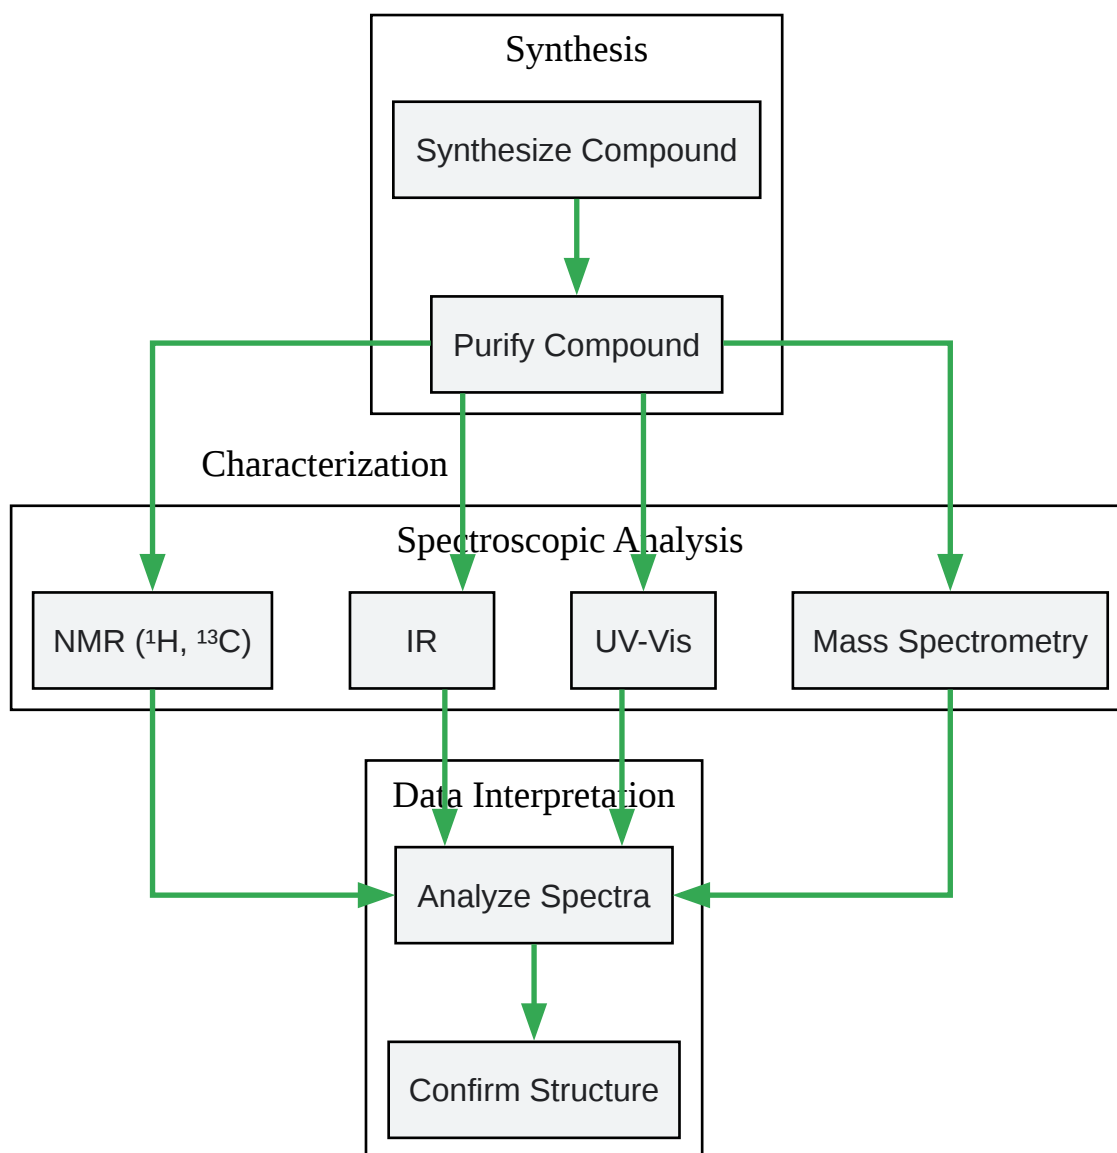 Synthesis
Synthesize Compound
Purify Compound
Characterization
Spectroscopic Analysis
NMR (¹H, ¹³C)
IR
UV-Vis
Mass Spectrometry
Data Interpretation
Analyze Spectra
Confirm Structure